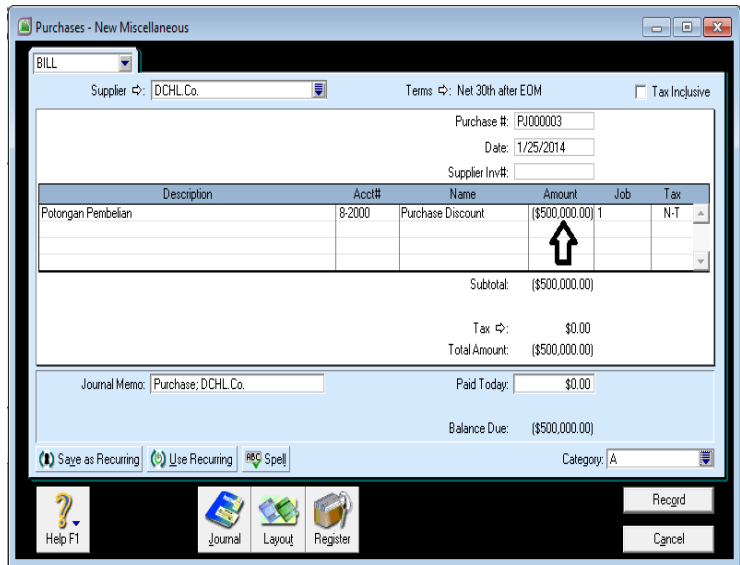 Purchases - New Miscellaneous
BILL
Supplier ⇨: DCHL.Co. Terms ⇨: Net 30th after EOM Tax Inclusive
Purchase #: PJ000003
Date: 1/25/2014
Supplier Inv#:
Description Acct# Name Amount Job Tax
Potongan Pembelian 8-2000 Purchase Discount ($500,000.00) 1 N-T
Subtotal: ($500,000.00)
Tax ⇨: $0.00
Total Amount: ($500,000.00)
Journal Memo: Purchase; DCHL.Co. Paid Today: $0.00
Balance Due: ($500,000.00)
Save as Recurring Use Recurring ABC Spell Category: A
Help F1 Journal Layout Register Record
Cancel